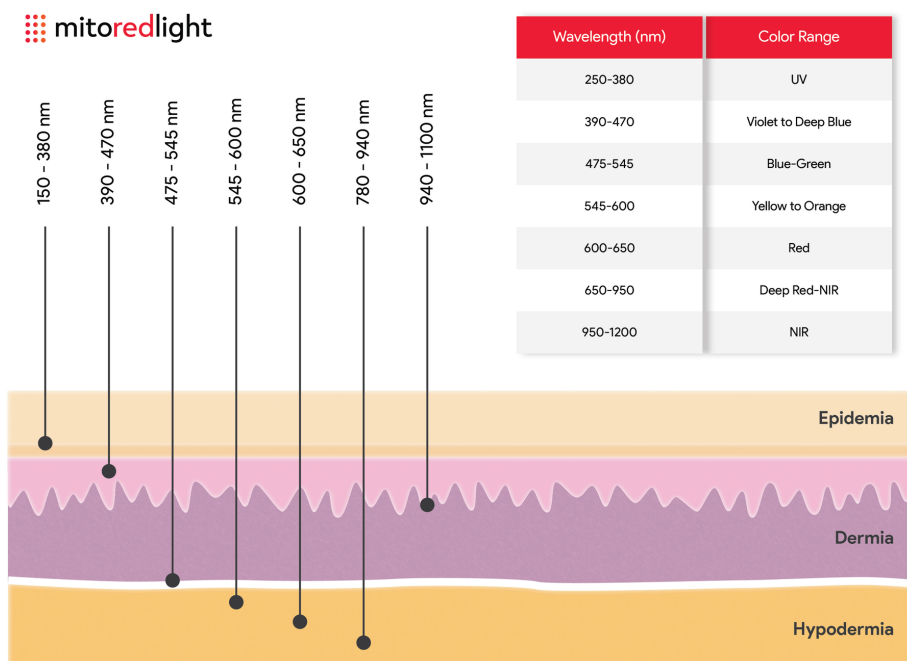 mitoredlight
150 - 380 nm
390 - 470 nm
475 - 545 nm
545 - 600 nm
600 - 650 nm
780 - 940 nm
940 - 1100 nm
Wavelength (nm) Color Range
250-380 UV
390-470 Violet to Deep Blue
475-545 Blue-Green
545-600 Yellow to Orange
600-650 Red
650-950 Deep Red-NIR
950-1200 NIR
Epidemia
Dermia
Hypodermia